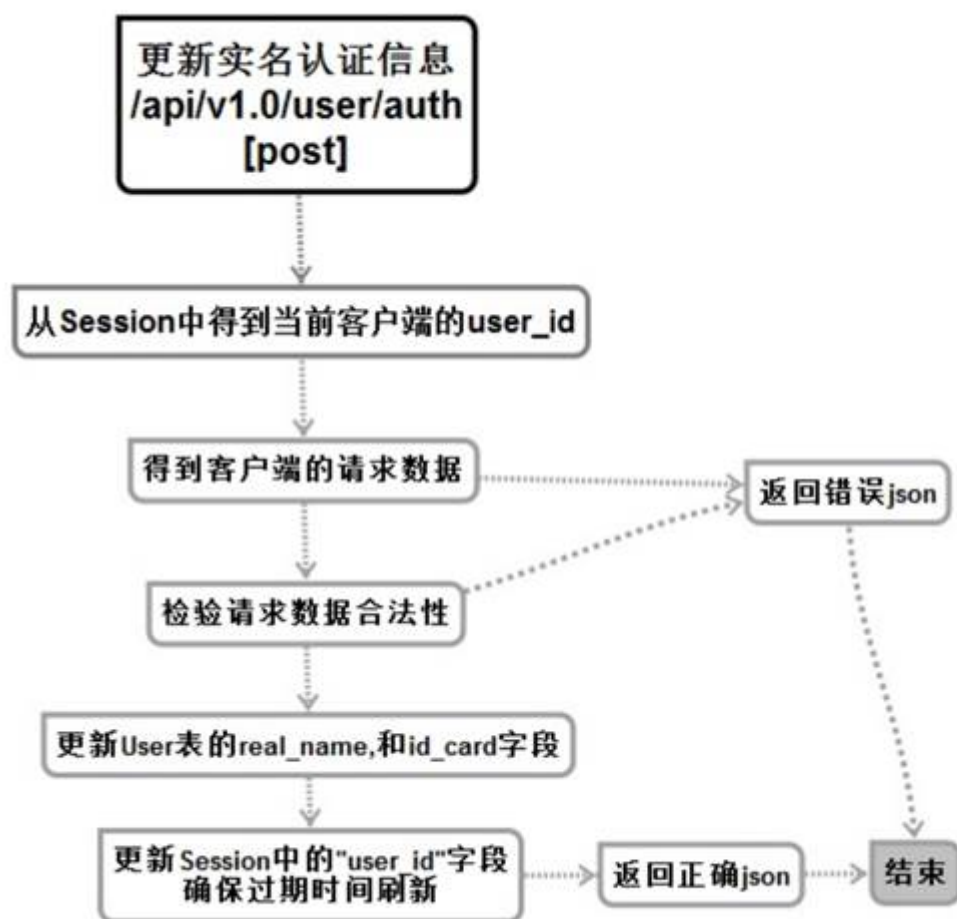 更新实名认证信息
/api/v1.0/user/auth
[post]
从Session中得到当前客户端的user_id
得到客户端的请求数据
返回错误json
检验请求数据合法性
更新User表的real_name,和id_card字段
更新Session中的"user_id"字段
确保过期时间刷新
返回正确json
结束